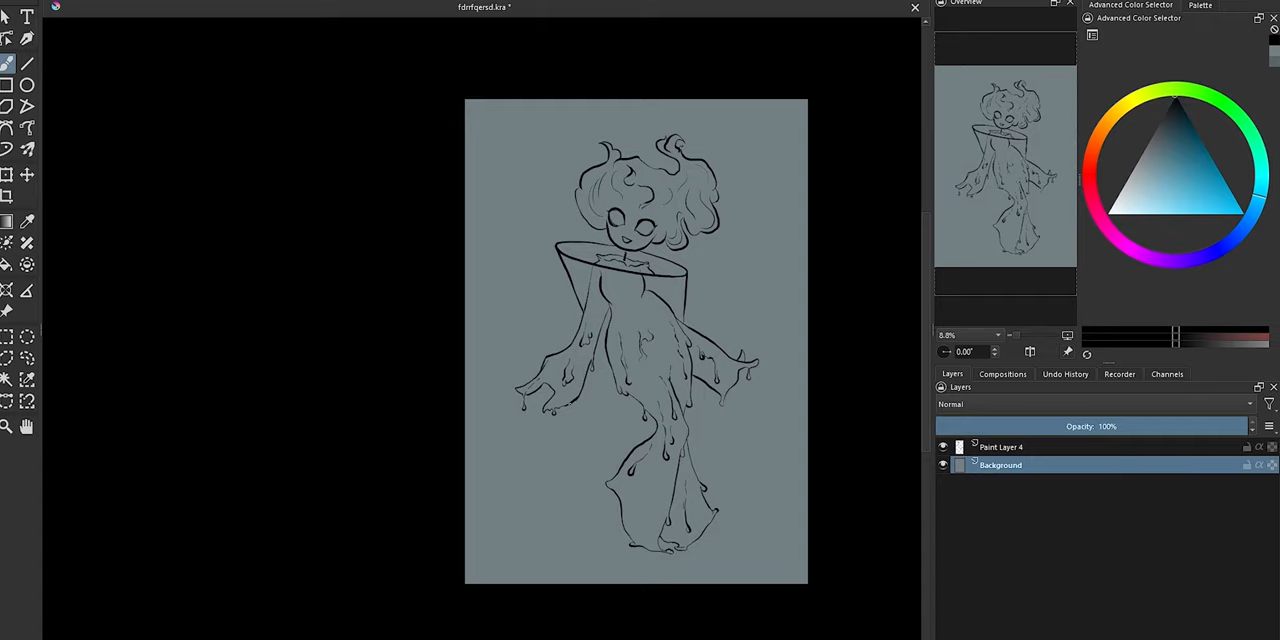 fdrrfqersd.kra *
Overview
Advanced Color Selector
Palette
Advanced Color Selector
8.8%
0.00°
Layers
Compositions
Undo History
Recorder
Channels
Layers
Normal
Opacity: 100%
Paint Layer 4
Background